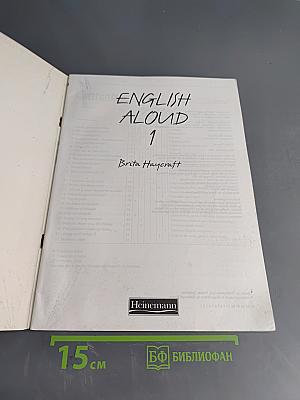 ENGLISH
ALOUD
1
Brita Haycraft
Heinemann
15 см
БФ БИБЛИОФАН